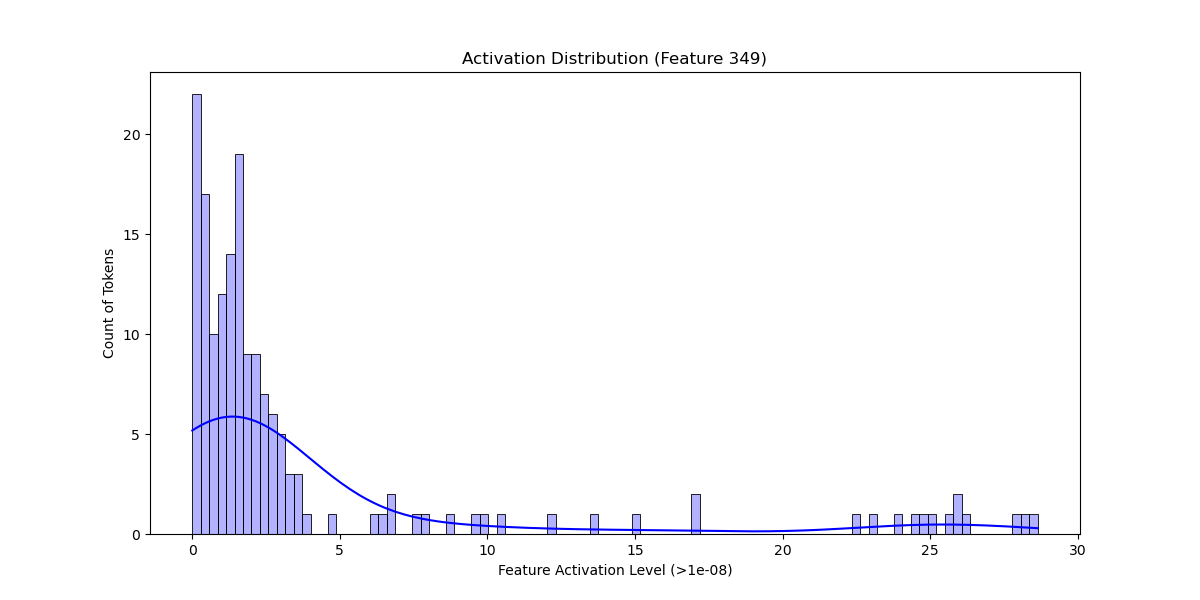 Activation Distribution (Feature 349)
Count of Tokens
20
15
10
5
0
0 5 10 15 20 25 30
Feature Activation Level (>1e-08)